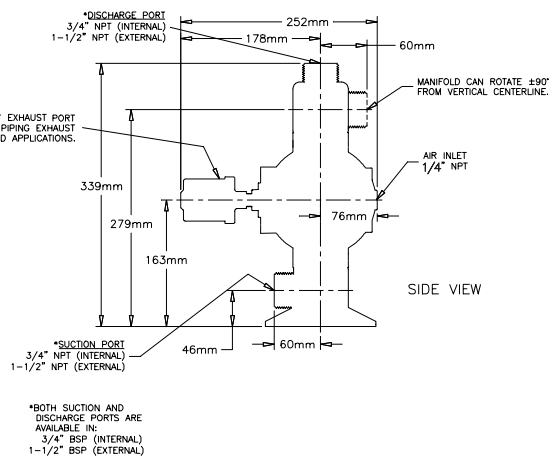 *DISCHARGE PORT
3/4" NPT (INTERNAL)
1-1/2" NPT (EXTERNAL)
252mm
178mm
60mm
MANIFOLD CAN ROTATE ±90°
FROM VERTICAL CENTERLINE.
EXHAUST PORT
PIPING EXHAUST
APPLICATIONS.
AIR INLET
1/4" NPT
339mm
279mm
76mm
163mm
SIDE VIEW
46mm
60mm
*SUCTION PORT
3/4" NPT (INTERNAL)
1-1/2" NPT (EXTERNAL)
*BOTH SUCTION AND
DISCHARGE PORTS ARE
AVAILABLE IN:
3/4" BSP (INTERNAL)
1-1/2" BSP (EXTERNAL)